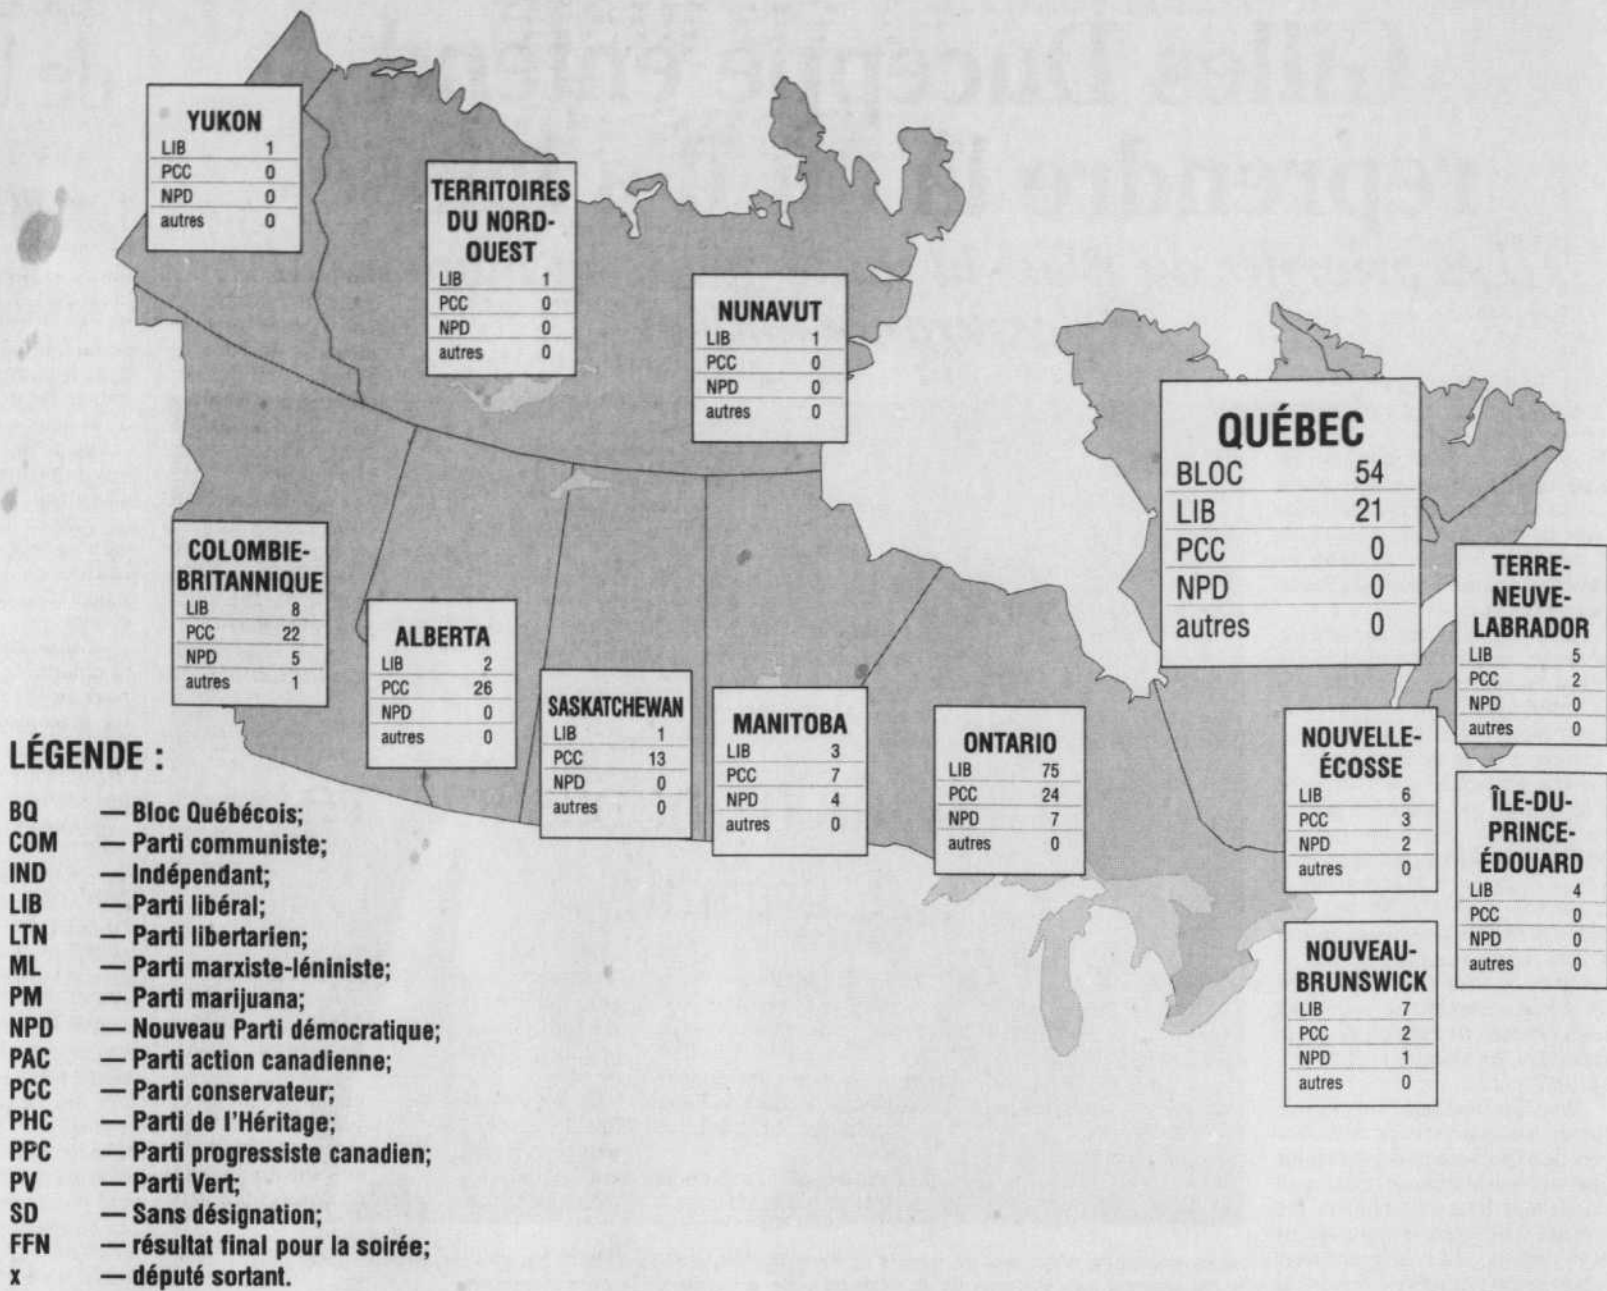 YUKON
LIB 1
PCC 0
NPD 0
autres 0
TERRITOIRES
DU NORD-
OUEST
LIB 1
PCC 0
NPD 0
autres 0
NUNAVUT
LIB 1
PCC 0
NPD 0
autres 0
QUÉBEC
BLOC 54
LIB 21
PCC 0
NPD 0
autres 0
COLOMBIE-
BRITANNIQUE
LIB 8
PCC 22
NPD 5
autres 1
ALBERTA
LIB 2
PCC 26
NPD 0
autres 0
SASKATCHEWAN
LIB 1
PCC 13
NPD 0
autres 0
MANITOBA
LIB 3
PCC 7
NPD 4
autres 0
ONTARIO
LIB 75
PCC 24
NPD 7
autres 0
TERRE-
NEUVE-
LABRADOR
LIB 5
PCC 2
NPD 0
autres 0
NOUVELLE-
ÉCOSSE
LIB 6
PCC 3
NPD 2
autres 0
ÎLE-DU-
PRINCE-
ÉDOUARD
LIB 4
PCC 0
NPD 0
autres 0
NOUVEAU-
BRUNSWICK
LIB 7
PCC 2
NPD 1
autres 0
LÉGENDE :
BQ — Bloc Québécois;
COM — Parti communiste;
IND — Indépendant;
LIB — Parti libéral;
LTN — Parti libertarien;
ML — Parti marxiste-léniniste;
PM — Parti marijuana;
NPD — Nouveau Parti démocratique;
PAC — Parti action canadienne;
PCC — Parti conservateur;
PHC — Parti de l'Héritage;
PPC — Parti progressiste canadien;
PV — Parti Vert;
SD — Sans désignation;
FFN — résultat final pour la soirée;
x — député sortant.